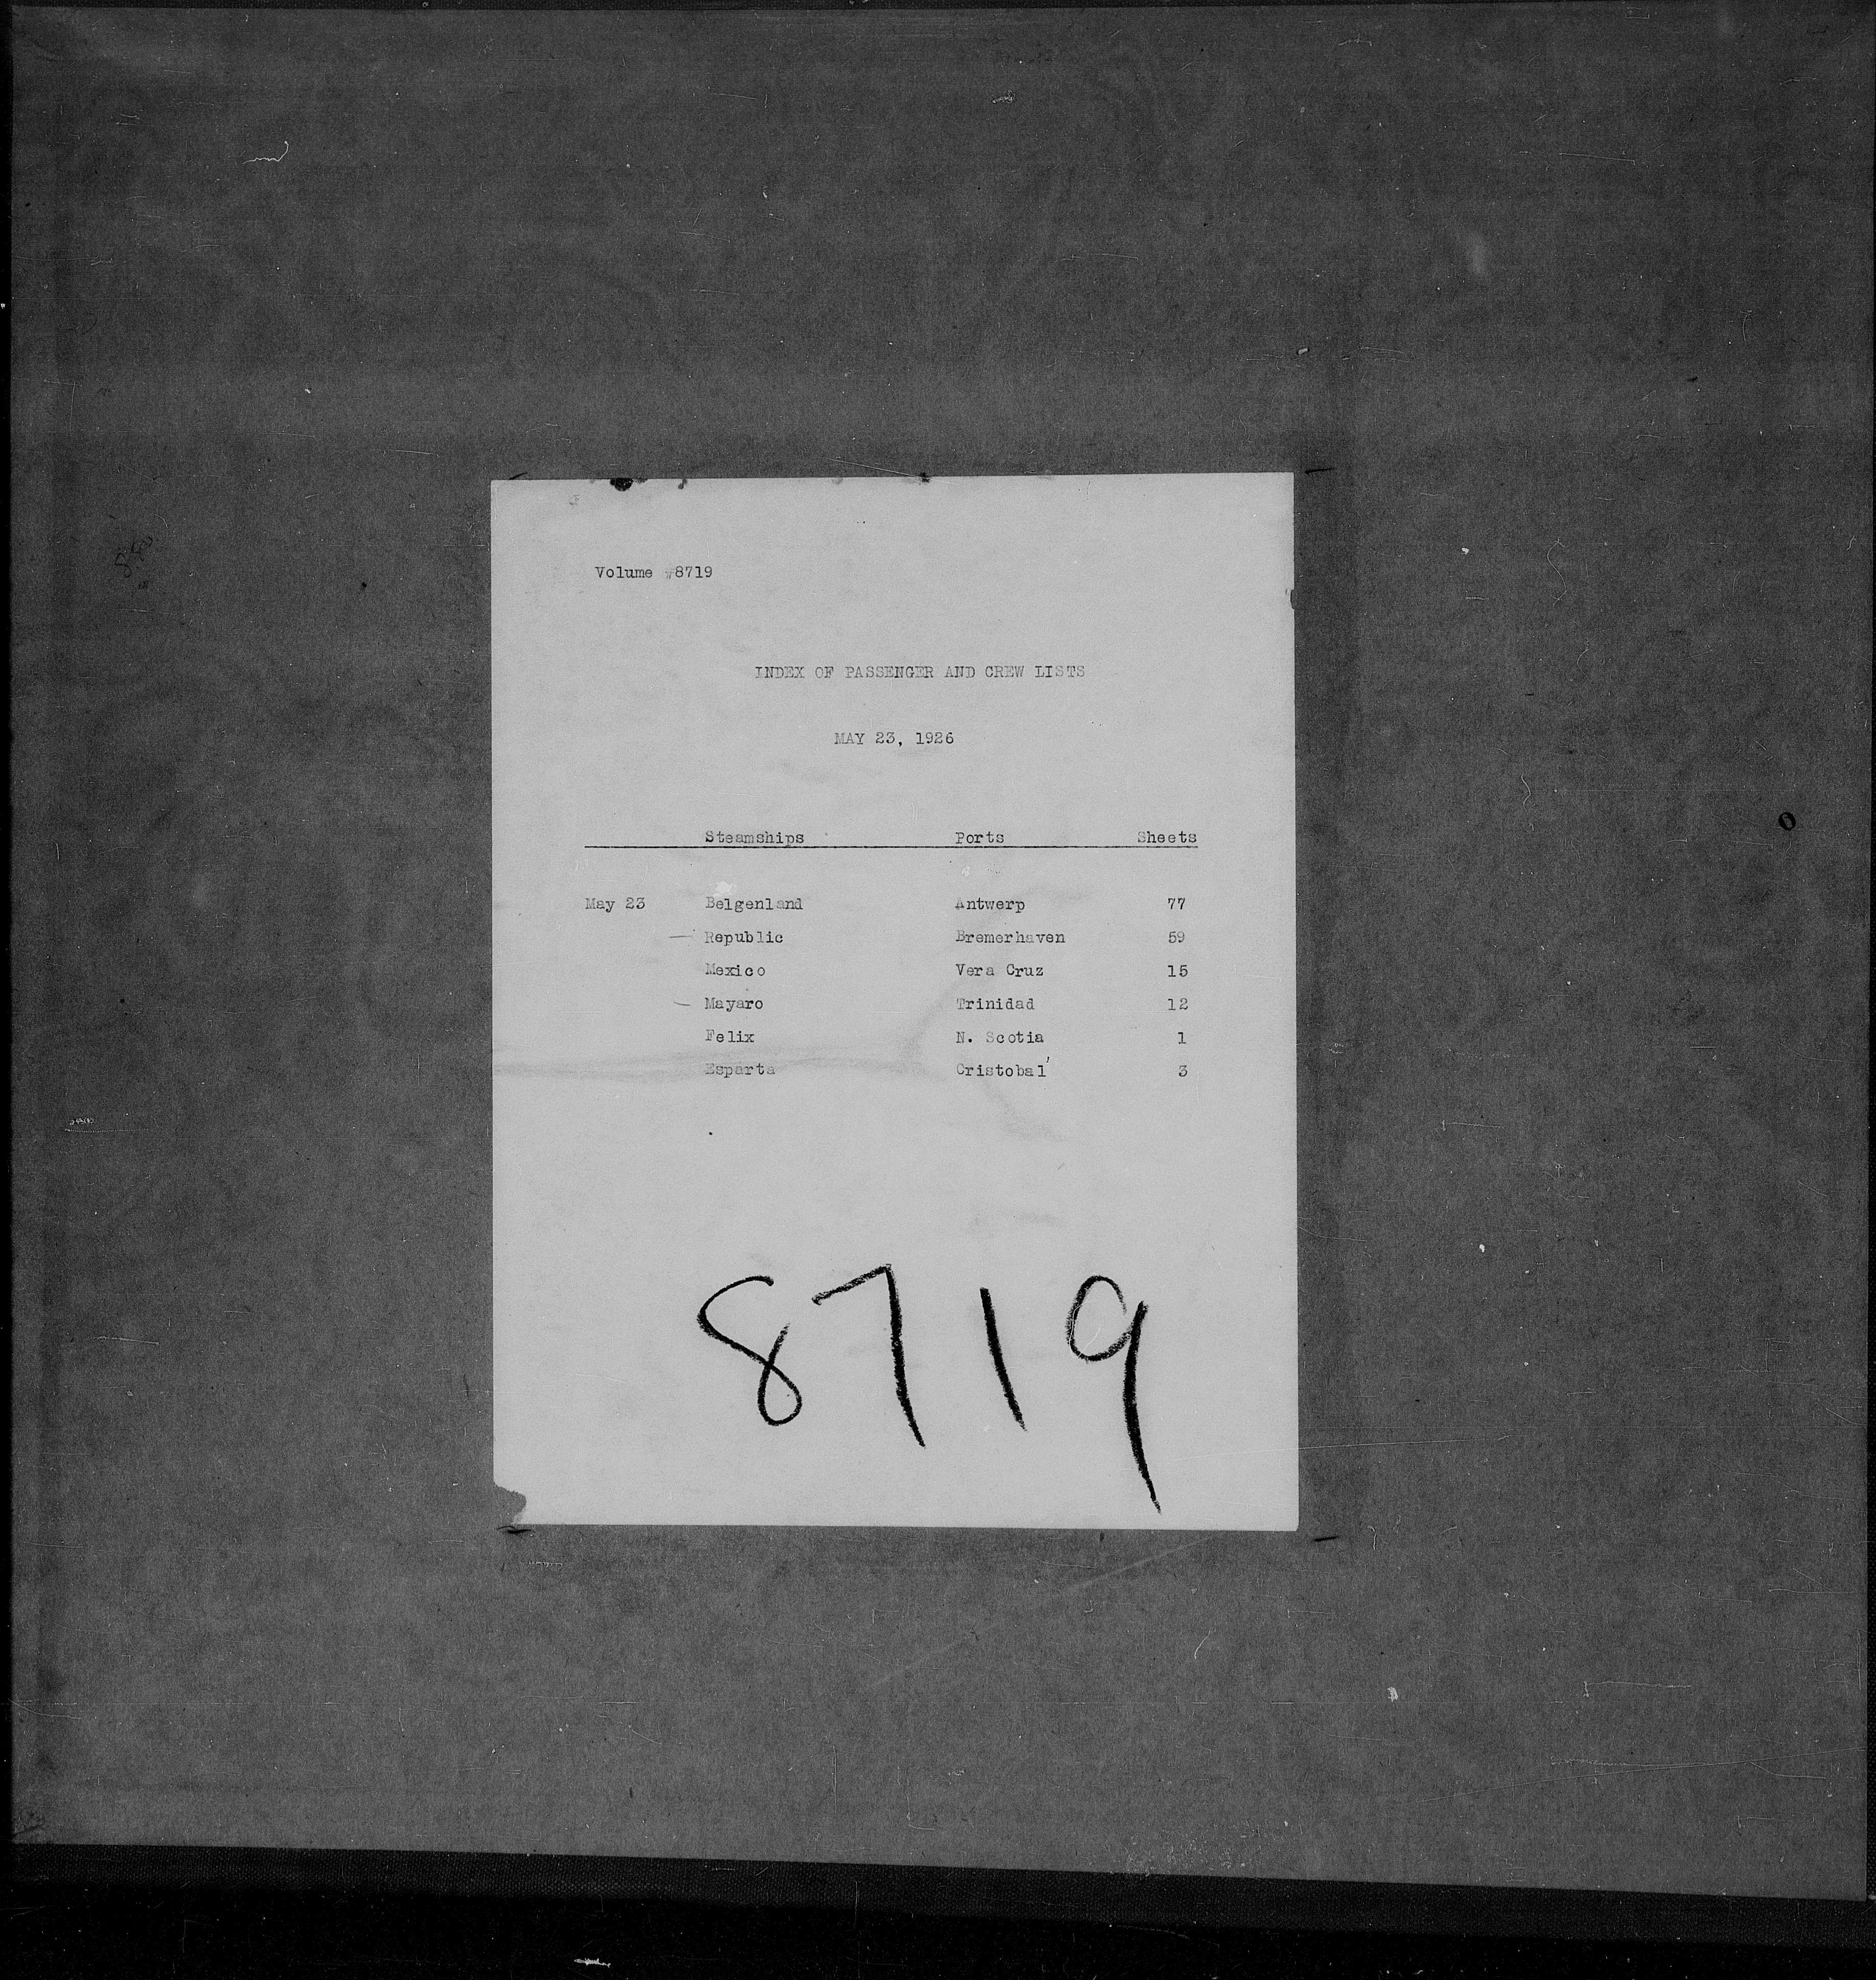 Volume #8719
INDEX OF PASSENGER AND CREW LISTS
MAY 23, 1926
Steamships Ports Sheets
May 23 Belgenland Antwerp 77
— Republic Bremerhaven 59
Mexico Vera Cruz 15
— Mayaro Trinidad 12
Felix N. Scotia 1
Esparta Cristobal 3
8719